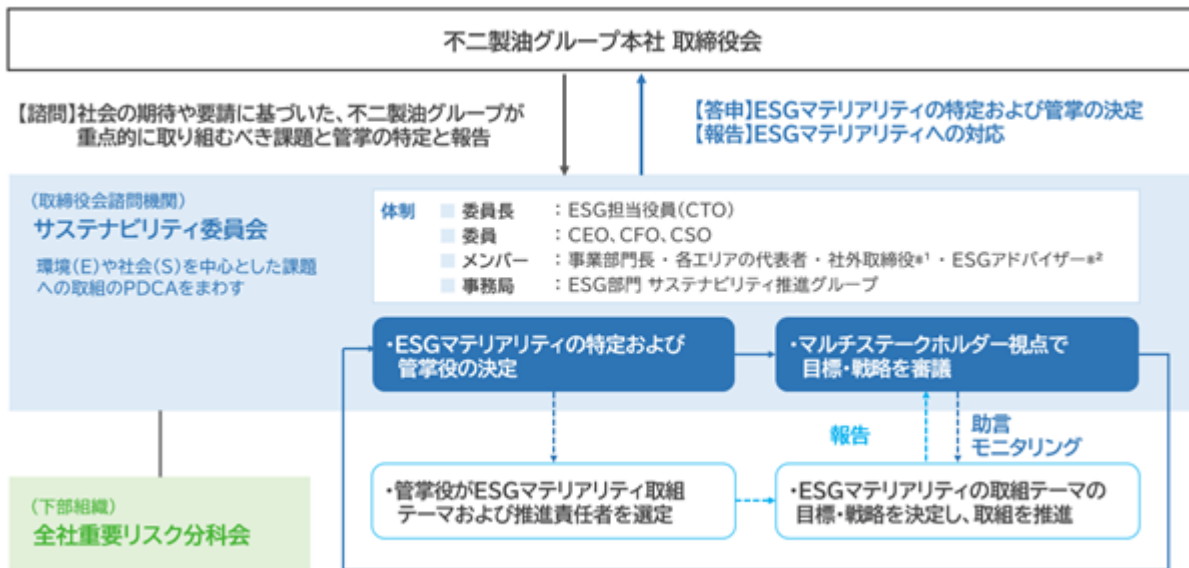 不二製油グループ本社 取締役会
【諮問】社会の期待や要請に基づいた、不二製油グループが
重点的に取り組むべき課題と管掌の特定と報告
【答申】ESGマテリアリティの特定および管掌の決定
【報告】ESGマテリアリティへの対応
(取締役会諮問機関)
サステナビリティ委員会
環境(E)や社会(S)を中心とした課題
への取組のPDCAをまわす
体制
委員長 :ESG担当役員(CTO)
委員 :CEO、CFO、CSO
メンバー :事業部門長・各エリアの代表者・社外取締役※1・ESGアドバイザー※2
事務局 :ESG部門 サステナビリティ推進グループ
・ESGマテリアリティの特定および
管掌役の決定
・マルチステークホルダー視点で
目標・戦略を審議
報告
助言
モニタリング
・管掌役がESGマテリアリティ取組
テーマおよび推進責任者を選定
・ESGマテリアリティの取組テーマの
目標・戦略を決定し、取組を推進
(下部組織)
全社重要リスク分科会